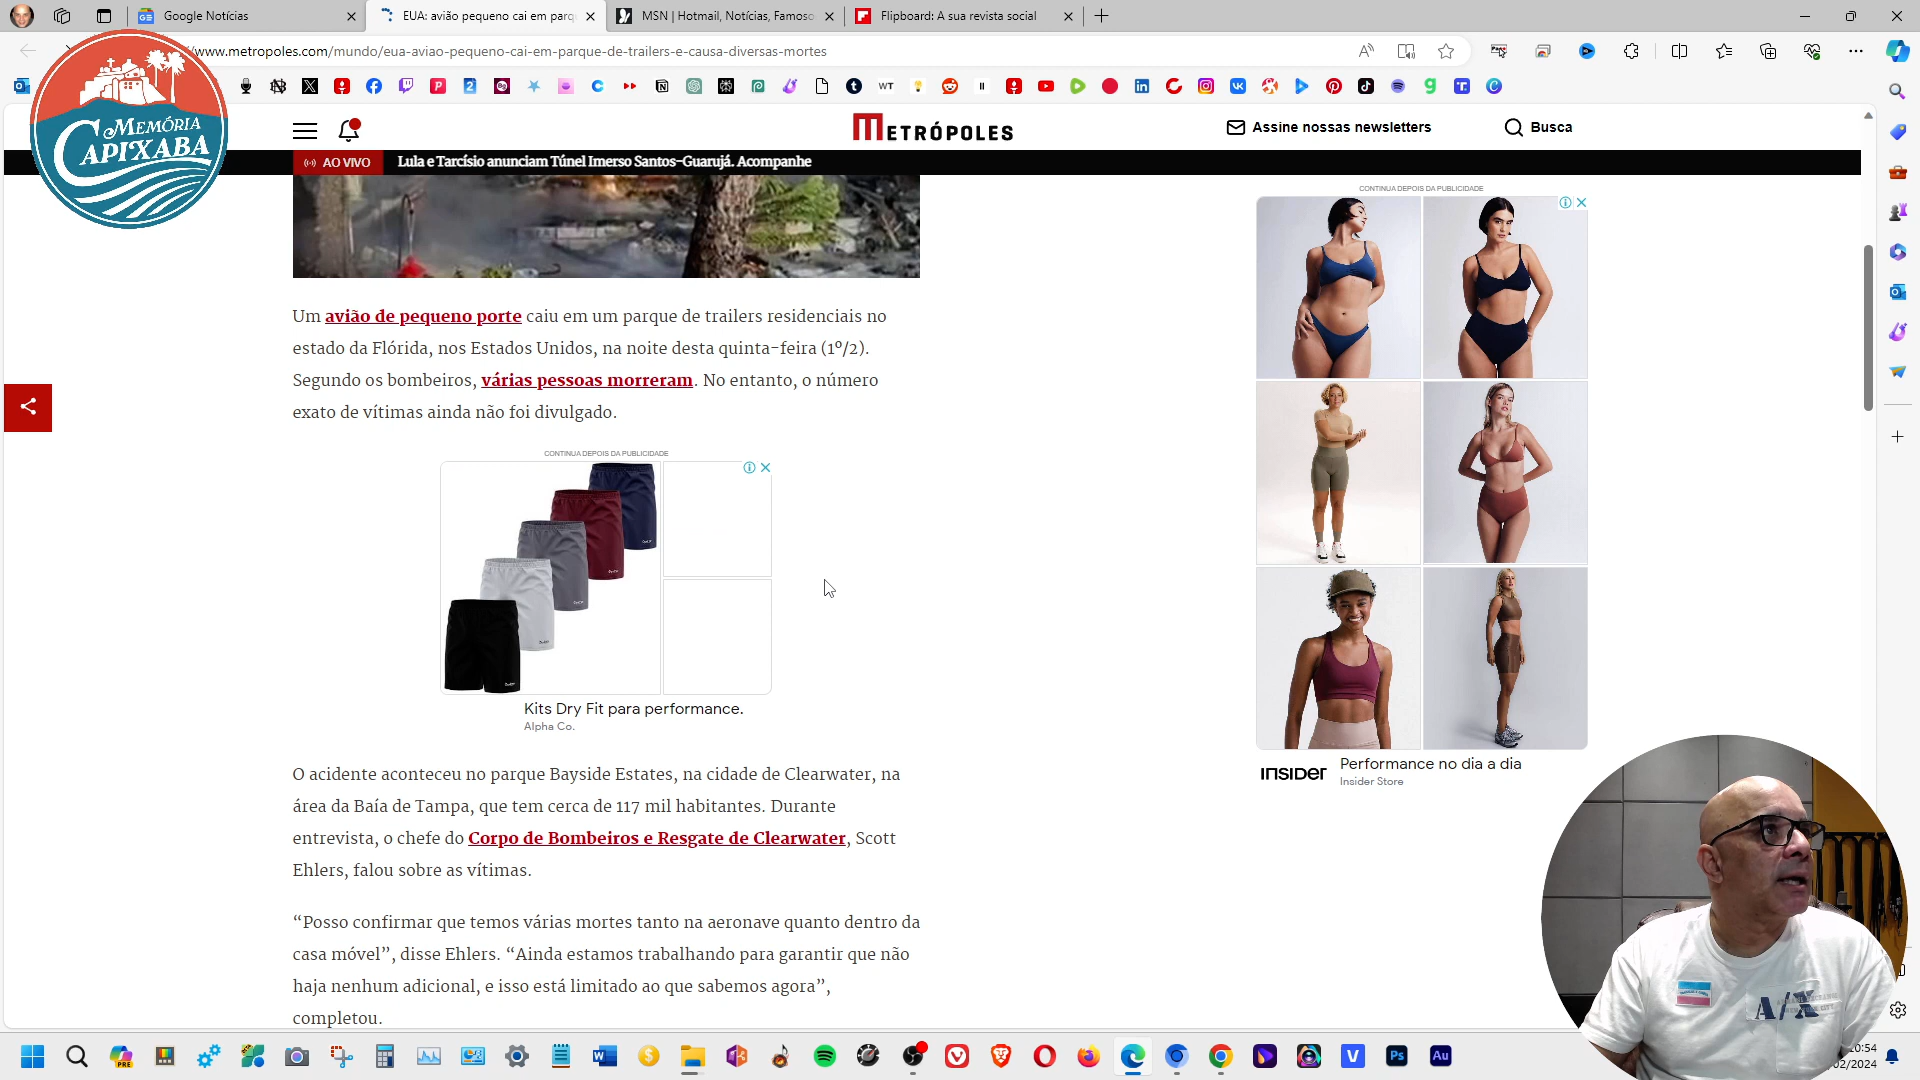 Google Notícias
EUA: avião pequeno cai em parq
MSN | Hotmail, Notícias, Famoso
Flipboard: A sua revista social
www.metropoles.com/mundo/eua-aviao-pequeno-cai-em-parque-de-trailers-e-causa-diversas-mortes
MEMÓRIA
CAPIXABA
METRÓPOLES
Assine nossas newsletters
Busca
AO VIVO
Lula e Tarcísio anunciam Túnel Imerso Santos-Guarujá. Acompanhe
CONTINUA DEPOIS DA PUBLICIDADE
Um avião de pequeno porte caiu em um parque de trailers residenciais no
estado da Flórida, nos Estados Unidos, na noite desta quinta-feira (1º/2).
Segundo os bombeiros, várias pessoas morreram. No entanto, o número
exato de vítimas ainda não foi divulgado.
CONTINUA DEPOIS DA PUBLICIDADE
Kits Dry Fit para performance.
Alpha Co.
INSIDER
Performance no dia a dia
Insider Store
O acidente aconteceu no parque Bayside Estates, na cidade de Clearwater, na
área da Baía de Tampa, que tem cerca de 117 mil habitantes. Durante
entrevista, o chefe do Corpo de Bombeiros e Resgate de Clearwater, Scott
Ehlers, falou sobre as vítimas.
“Posso confirmar que temos várias mortes tanto na aeronave quanto dentro da
casa móvel”, disse Ehlers. “Ainda estamos trabalhando para garantir que não
haja nenhum adicional, e isso está limitado ao que sabemos agora”,
completou.
A/X
0:54
02/2024